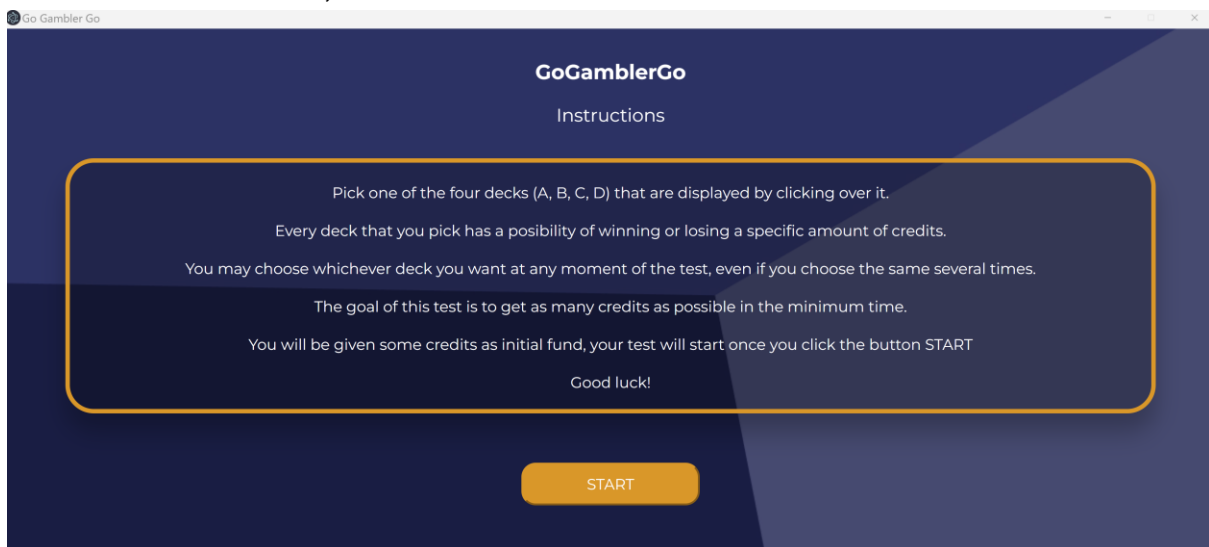 Go Gambler Go
GoGamblerGo
Instructions
Pick one of the four decks (A, B, C, D) that are displayed by clicking over it.
Every deck that you pick has a posibility of winning or losing a specific amount of credits.
You may choose whichever deck you want at any moment of the test, even if you choose the same several times.
The goal of this test is to get as many credits as possible in the minimum time.
You will be given some credits as initial fund, your test will start once you click the button START
Good luck!
START